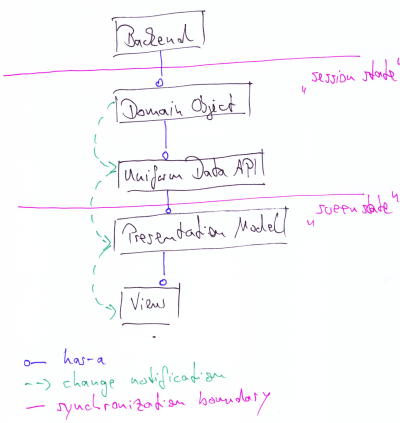 Backend
"session state"
Domain Object
Uniform Data API
"screen state"
Presentation Model
View
has-a
change notification
synchronization boundary